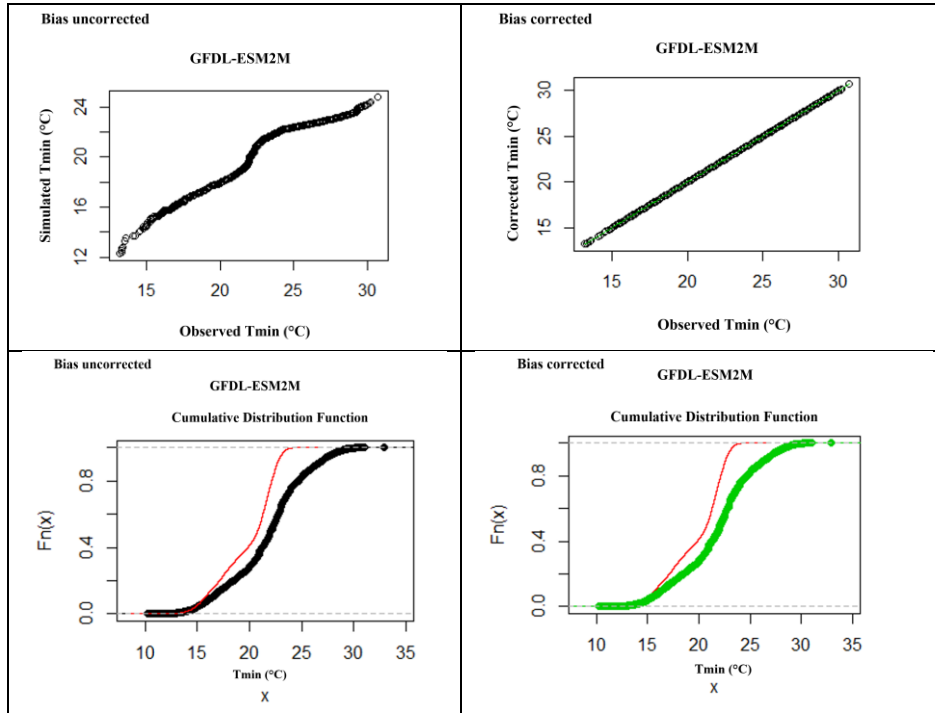 Bias uncorrected
GFDL-ESM2M
Simulated Tmin (°C)
24
20
16
12
15 20 25 30
Observed Tmin (°C)
Bias corrected
GFDL-ESM2M
Corrected Tmin (°C)
30
25
20
15
15 20 25 30
Observed Tmin (°C)
Bias uncorrected
GFDL-ESM2M
Cumulative Distribution Function
Fn(x)
0.8
0.4
0.0
10 15 20 25 30 35
Tmin (°C)
X
Bias corrected
GFDL-ESM2M
Cumulative Distribution Function
Fn(x)
0.8
0.4
0.0
10 15 20 25 30 35
Tmin (°C)
X